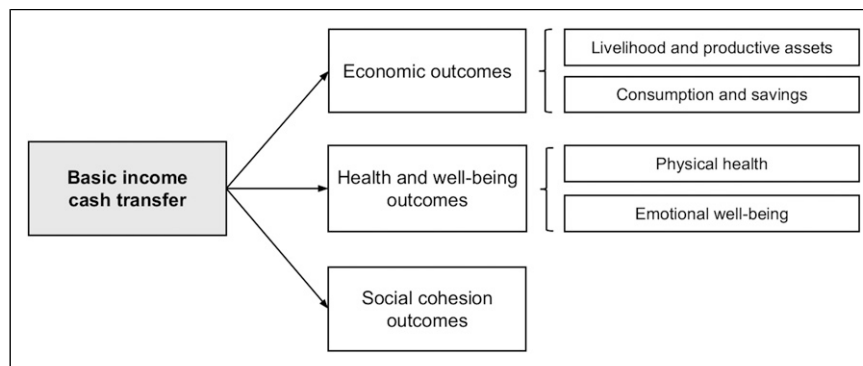 Basic income
cash transfer
Economic outcomes
Livelihood and productive assets
Consumption and savings
Health and well-being
outcomes
Physical health
Emotional well-being
Social cohesion
outcomes